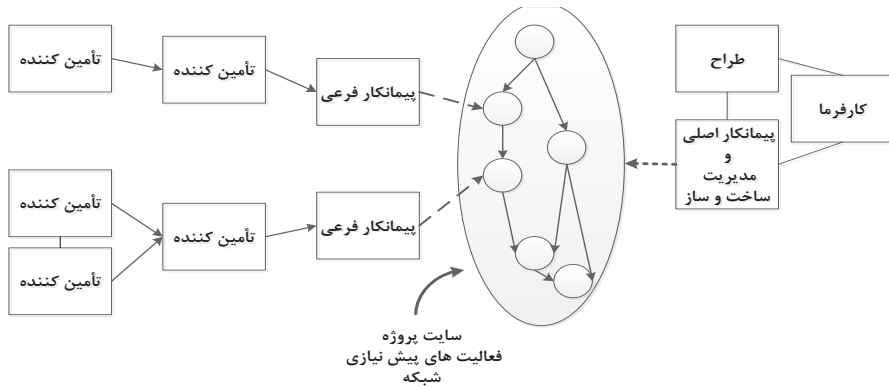 تأمین کننده
تأمین کننده
پیمانکار فرعی
تأمین کننده
تأمین کننده
تأمین کننده
پیمانکار فرعی
طراح
کارفرما
پیمانکار اصلی
و
مدیریت
ساخت و ساز
سایت پروژه
فعالیت های پیش نیازی
شبکه